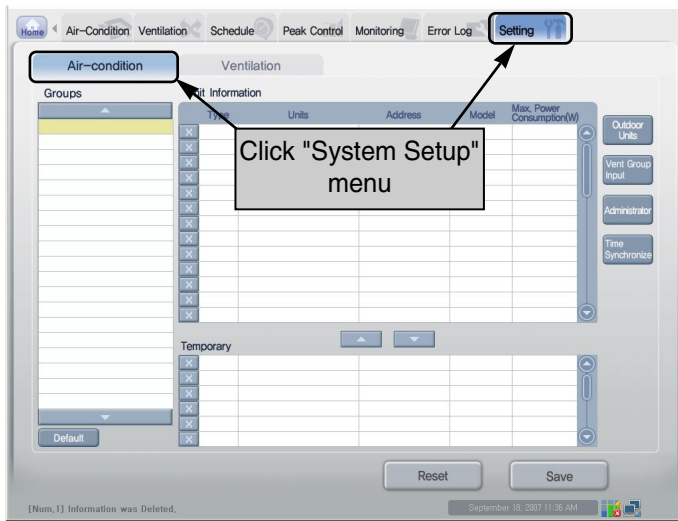 Home Air-Condition Ventilation Schedule Peak Control Monitoring Error Log Setting
Air-condition Ventilation
Groups
it Information
Type Units Address Model Max, Power Consumption(W)
Click "System Setup" menu
Outdoor Units
Vent Group Input
Administrator
Time Synchronize
X
X
X
X
X
X
X
X
X
X
X
X
Temporary
X
X
X
X
X
X
Default
Reset Save
[Num,1] Information was Deleted,
September 18, 2007 11:36 AM